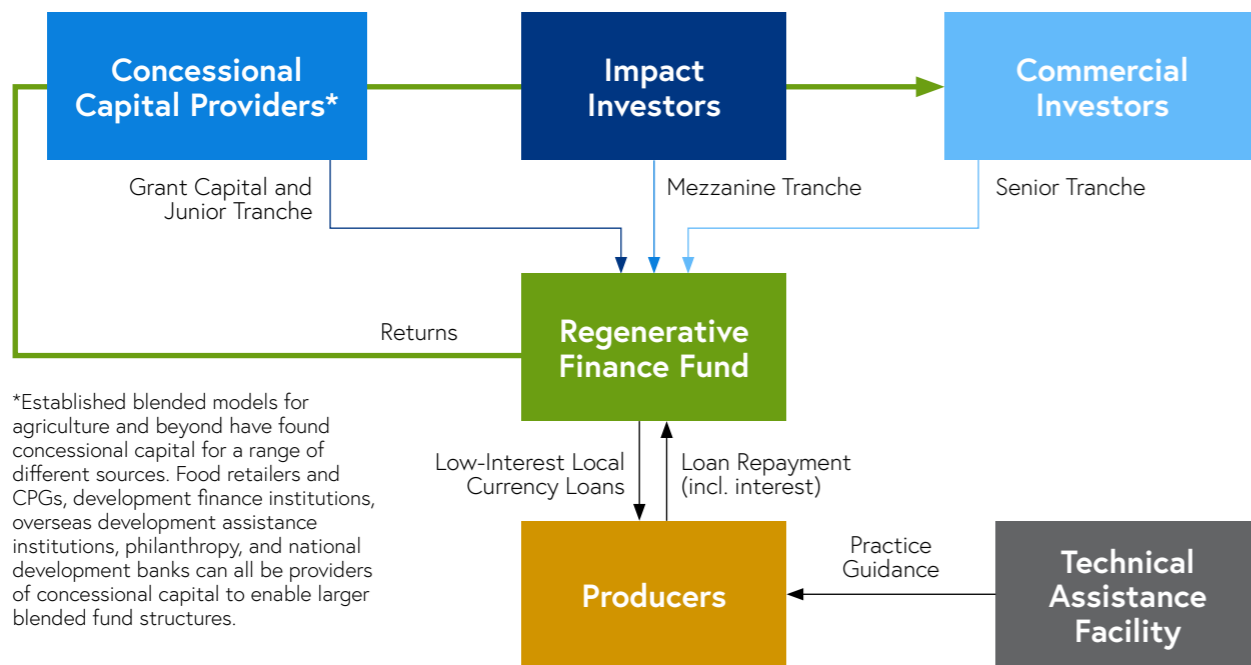 Concessional
Capital Providers*
Impact
Investors
Commercial
Investors
Grant Capital and
Junior Tranche
Mezzanine Tranche
Senior Tranche
Returns
Regenerative
Finance Fund
*Established blended models for
agriculture and beyond have found
concessional capital for a range of
different sources. Food retailers and
CPGs, development finance institutions,
overseas development assistance
institutions, philanthropy, and national
development banks can all be providers
of concessional capital to enable larger
blended fund structures.
Low-Interest Local
Currency Loans
Loan Repayment
(incl. interest)
Producers
Practice
Guidance
Technical
Assistance
Facility